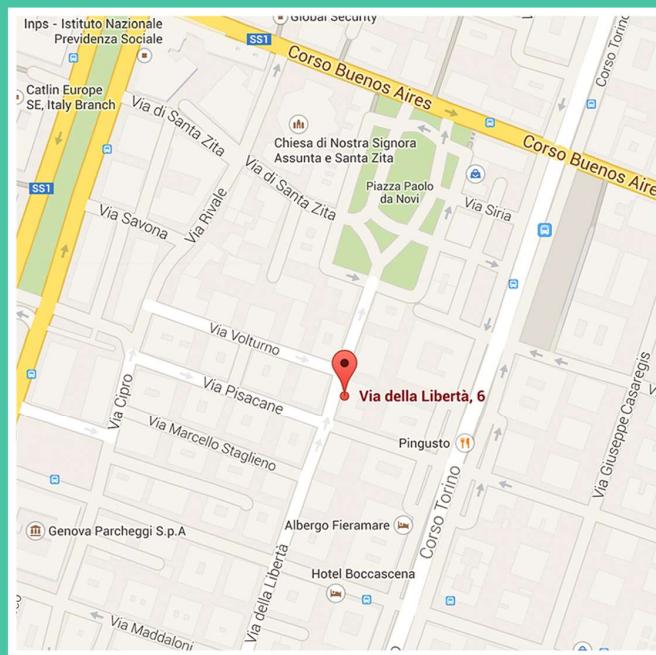 Inps - Istituto Nazionale
Previdenza Sociale
SS1
Global Security
Corso Buenos Aires
Corso Torino
Catlin Europe
SE, Italy Branch
Via di Santa Zita
Chiesa di Nostra Signora
Assunta e Santa Zita
Corso Buenos Aire
SS1
Via di Santa Zita
Piazza Paolo
da Novi
Via Siria
Via Savona
Via Rivale
Via Volturno
Via Pisacane
Via della Libertà, 6
Via Cipro
Via Giuseppe Casaregis
Via Marcello Staglieno
Pingusto
Corso Torino
Genova Parcheggi S.p.A
Albergo Fieramare
Hotel Boccascena
Via della Libertà
Via Maddaloni